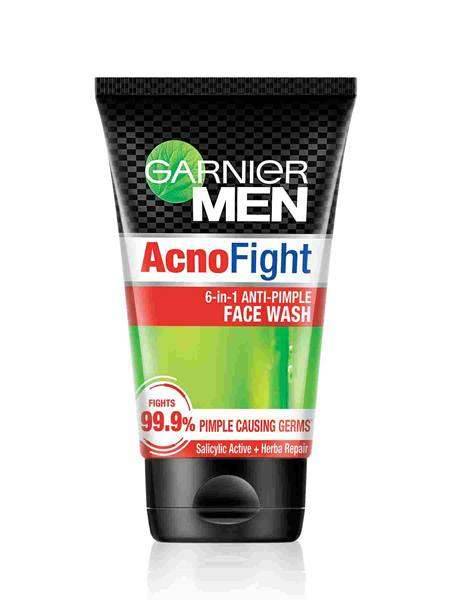 GARNIER
MEN
AcnoFight
6-in-1 ANTI-PIMPLE
FACE WASH
FIGHTS
99.9% PIMPLE CAUSING GERMS*
Salicylic Active + Herba Repair